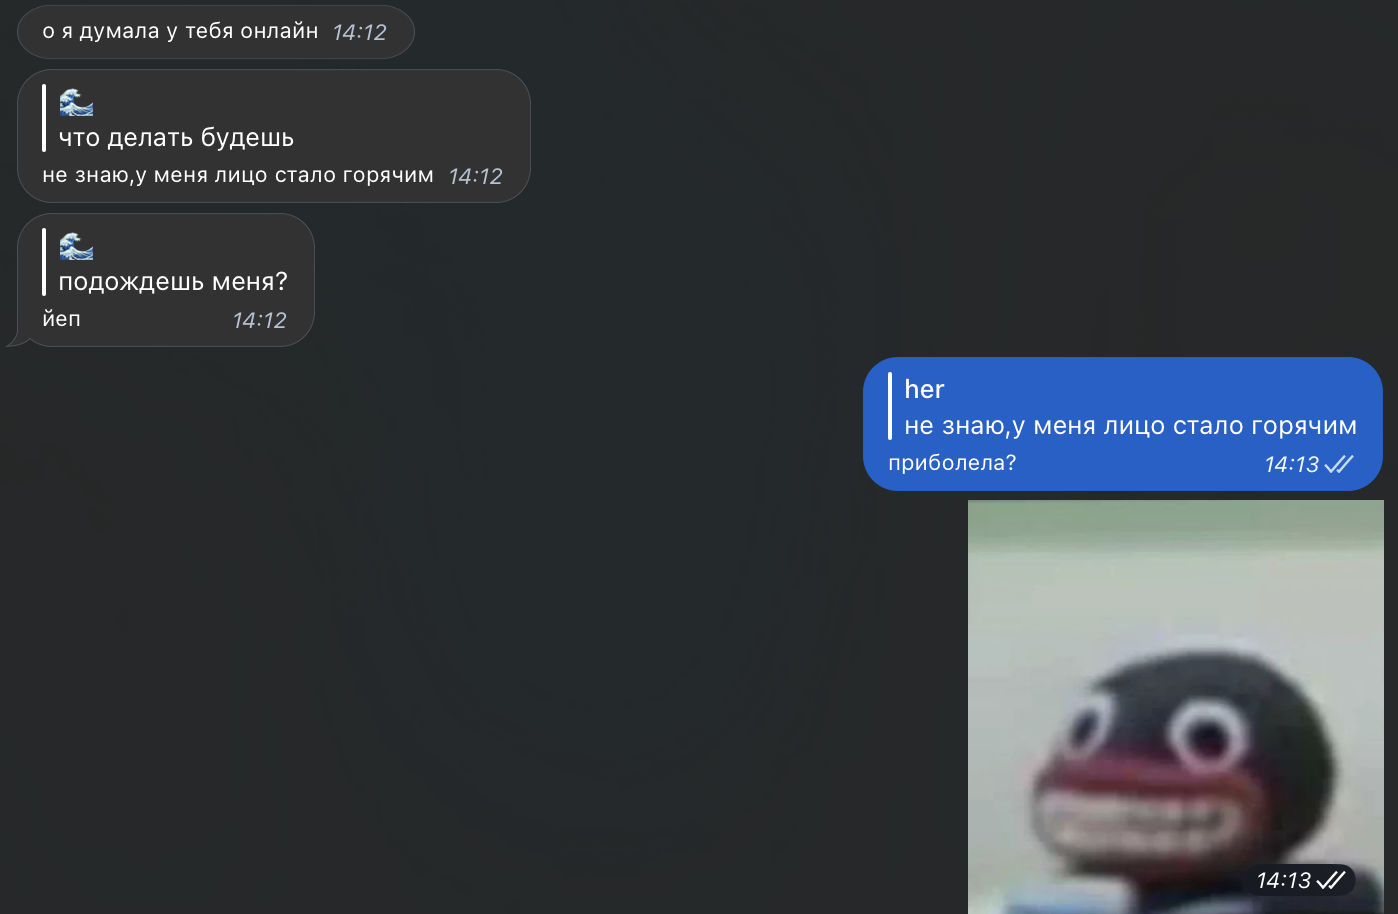 о я думала у тебя онлайн 14:12
🌊
что делать будешь
не знаю,у меня лицо стало горячим 14:12
🌊
подождешь меня?
йеп 14:12
her
не знаю,у меня лицо стало горячим
приболела? 14:13
14:13